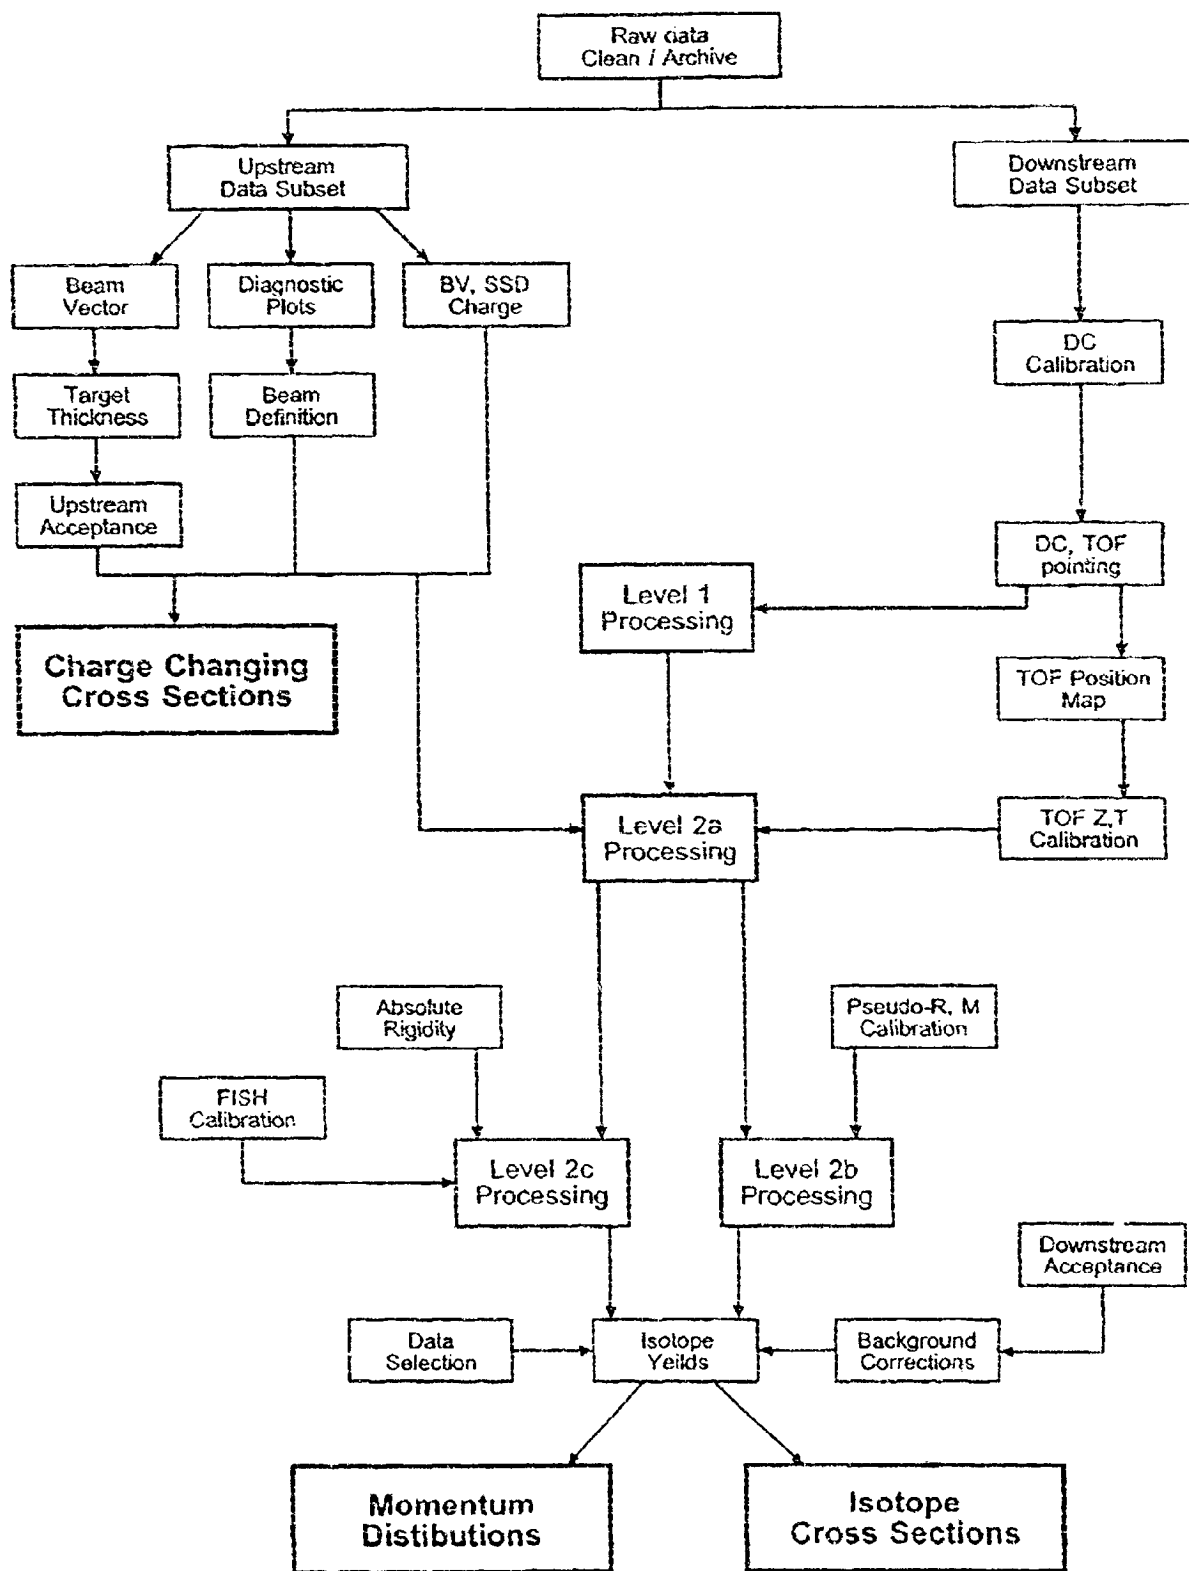 Raw data
Clean / Archive
Upstream
Data Subset
Downstream
Data Subset
Beam
Vector
Diagnostic
Plots
BV, SSD
Charge
DC
Calibration
Target
Thickness
Beam
Definition
Upstream
Acceptance
DC, TOF
pointing
Level 1
Processing
Charge Changing
Cross Sections
TOF Position
Map
Level 2a
Processing
TOF Z,T
Calibration
Absolute
Rigidity
Pseudo-R, M
Calibration
FISH
Calibration
Level 2c
Processing
Level 2b
Processing
Downstream
Acceptance
Data
Selection
Isotope
Yeilds
Background
Corrections
Momentum
Distibutions
Isotope
Cross Sections